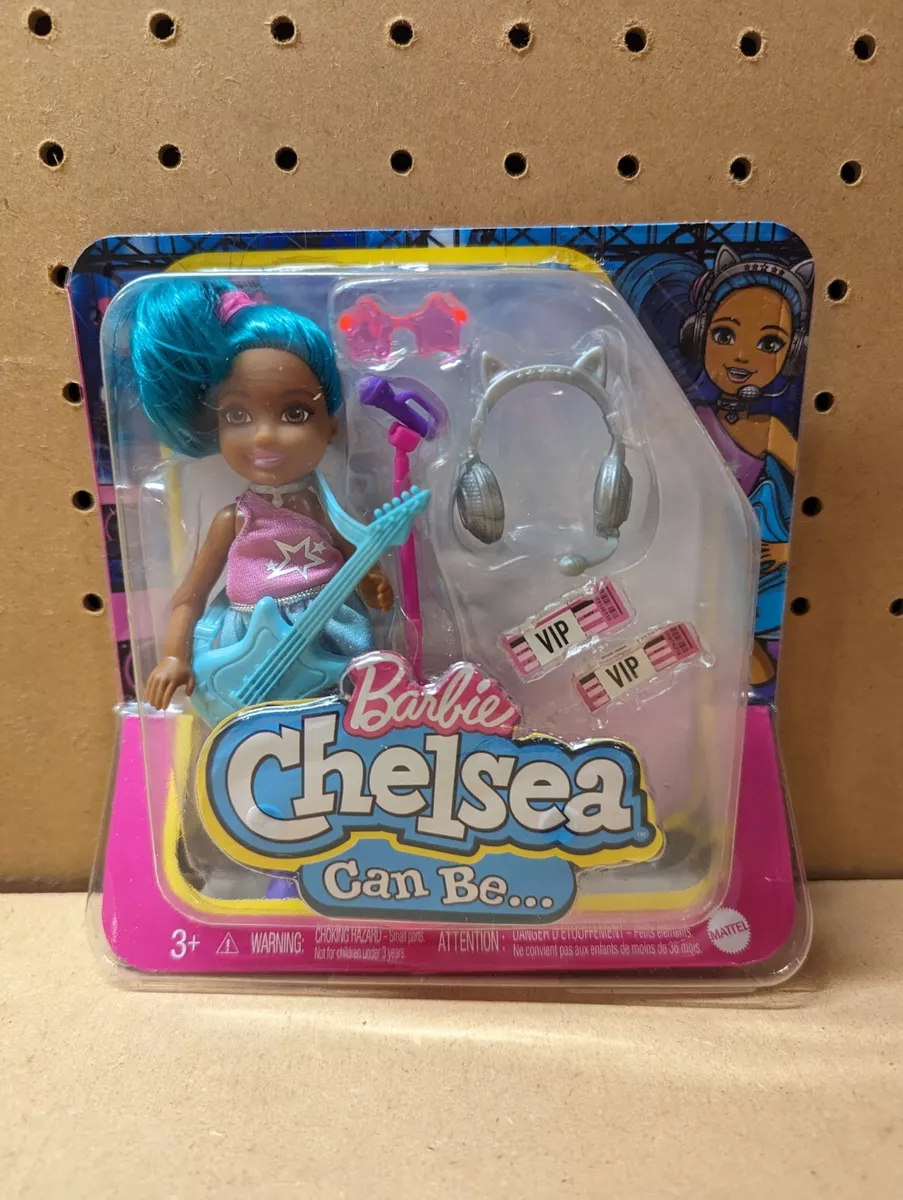 VIP
VIP
Barbie
Chelsea
TM
Can Be...
3+
WARNING:
CHOKING HAZARD - Small parts.
Not for children under 3 years.
ATTENTION :
DANGER D'ÉTOUFFEMENT - Petits éléments.
Ne convient pas aux enfants de moins de 36 mois.
MATTEL